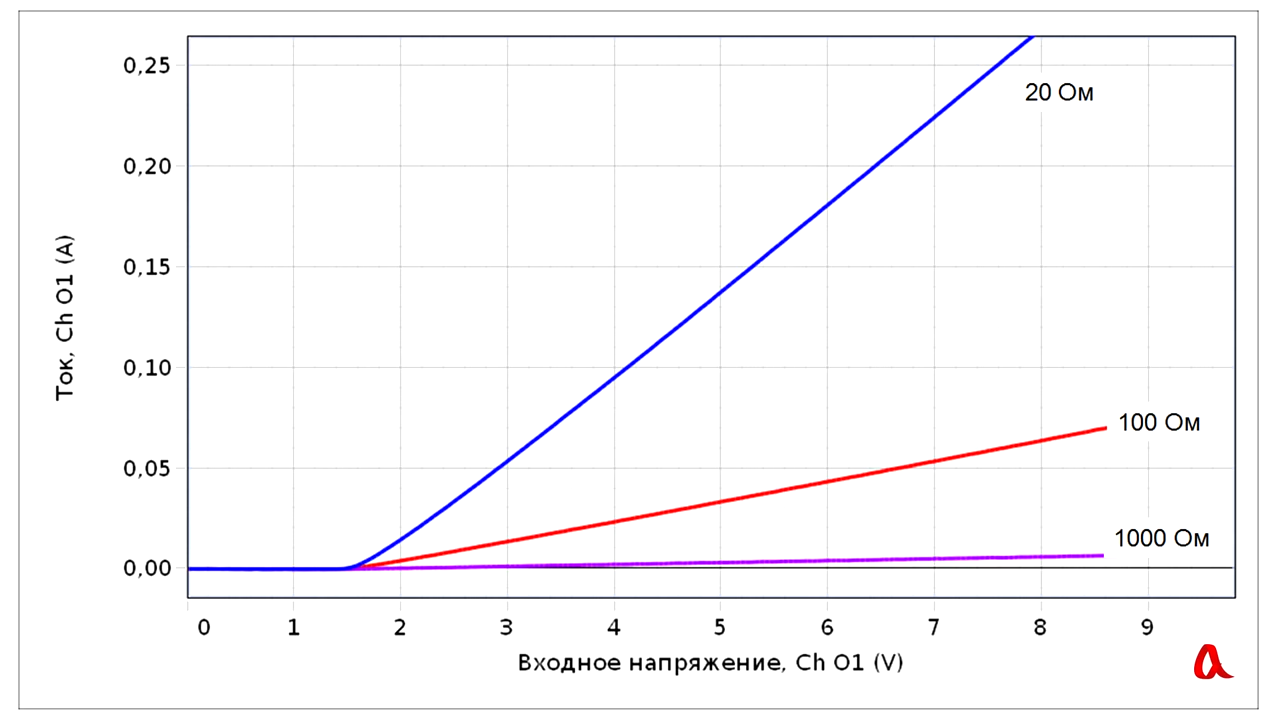 0,25
20 Ом
0,20
0,15
Ток, Ch O1 (A)
0,10
100 Ом
0,05
1000 Ом
0,00
0 1 2 3 4 5 6 7 8 9
Входное напряжение, Ch O1 (V)
a